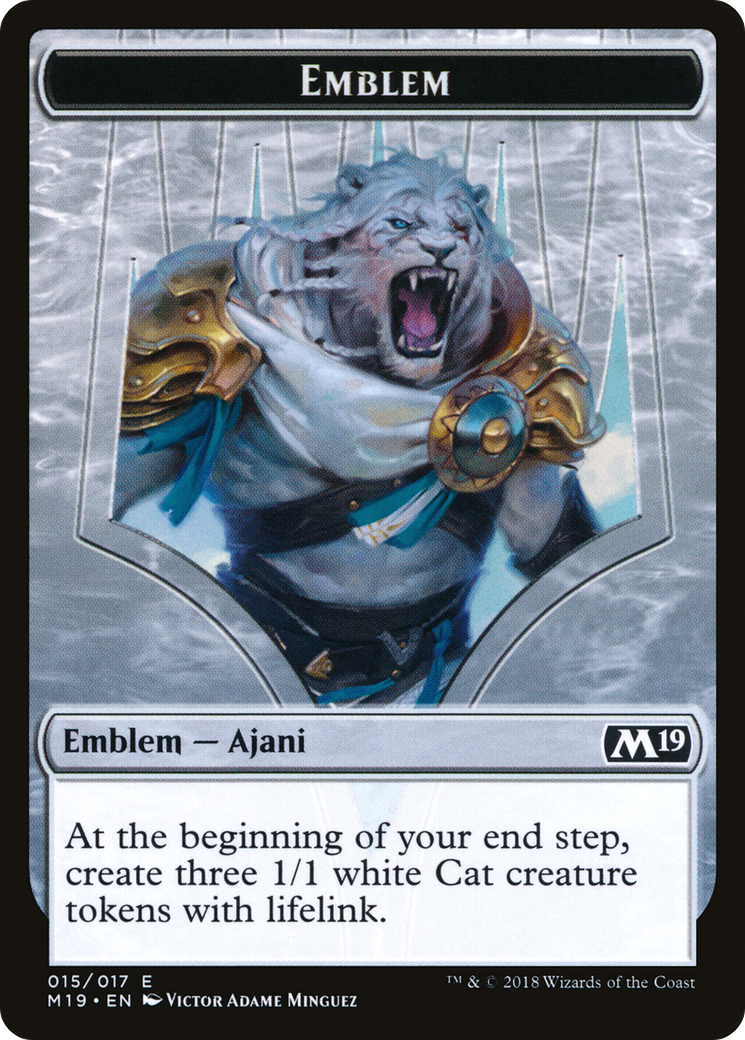 Emblem
Emblem — Ajani
M19
At the beginning of your end step,
create three 1/1 white Cat creature
tokens with lifelink.
015/017 E
™ & © 2018 Wizards of the Coast
M19 • EN Victor Adame Minguez